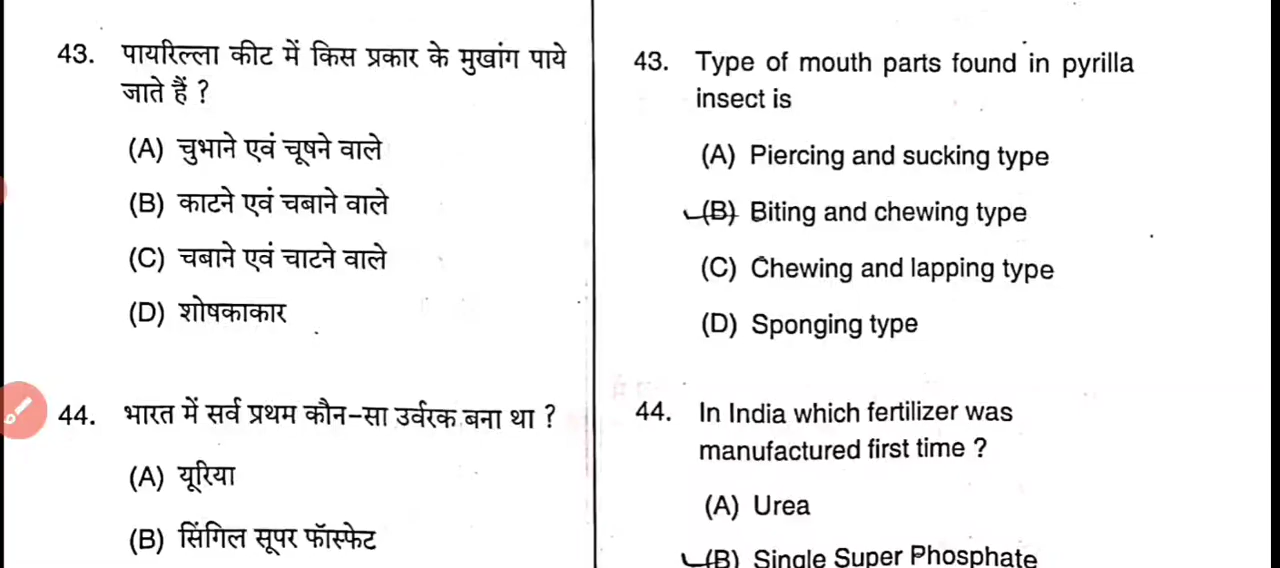 43. पायरिल्ला कीट में किस प्रकार के मुखांग पाये
जाते हैं ?
(A) चुभाने एवं चूषने वाले
(B) काटने एवं चबाने वाले
(C) चबाने एवं चाटने वाले
(D) शोषकाकार
44. भारत में सर्व प्रथम कौन-सा उर्वरक बना था ?
(A) यूरिया
(B) सिंगिल सूपर फॉस्फेट
43. Type of mouth parts found in pyrilla
insect is
(A) Piercing and sucking type
(B) Biting and chewing type
(C) Chewing and lapping type
(D) Sponging type
44. In India which fertilizer was
manufactured first time ?
(A) Urea
(B) Single Super Phosphate